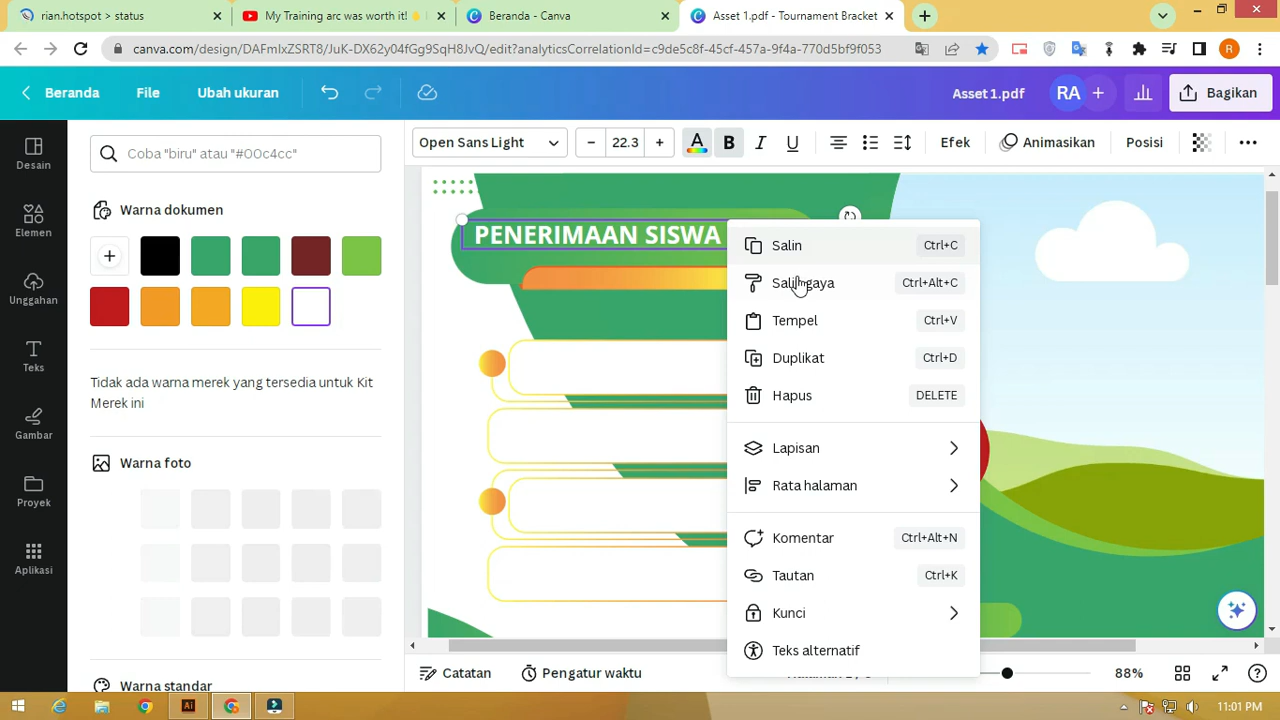 rian.hotspot > status
My Training arc was worth it!
Beranda - Canva
Asset 1.pdf - Tournament Bracket
canva.com/design/DAFmIxZSRT8/JuK-DX62y04fGg9SqH8JvQ/edit?analyticsCorrelationId=c9de5c8f-45cf-457a-9f4a-770d5bf9f053
R
Beranda
File
Ubah ukuran
Asset 1.pdf
RA
Bagikan
Open Sans Light
22.3
A
B
I
U
Efek
Animasikan
Posisi
Desain
Elemen
Unggahan
Teks
Gambar
Proyek
Aplikasi
Coba "biru" atau "#00c4cc"
Warna dokumen
Tidak ada warna merek yang tersedia untuk Kit
Merek ini
Warna foto
Warna standar
PENERIMAAN SISWA
Salin Ctrl+C
Salin gaya Ctrl+Alt+C
Tempel Ctrl+V
Duplikat Ctrl+D
Hapus DELETE
Lapisan
Rata halaman
Komentar Ctrl+Alt+N
Tautan Ctrl+K
Kunci
Teks alternatif
Catatan
Pengatur waktu
88%
Ai
11:01 PM